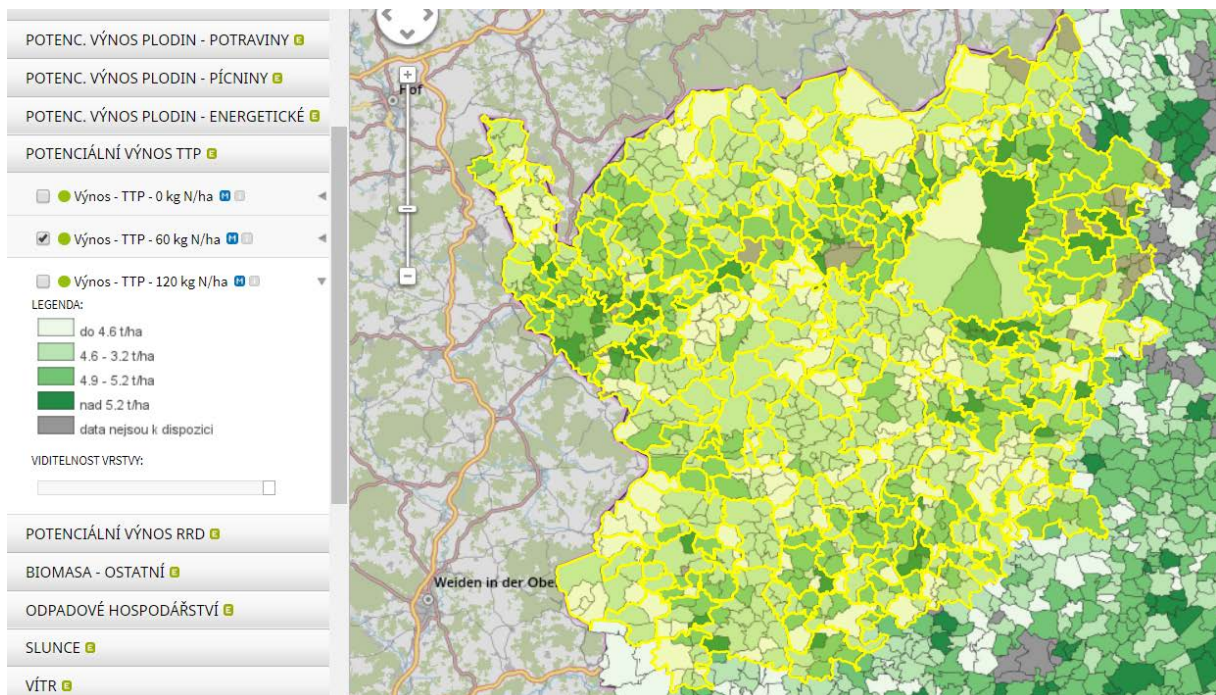 POTENC. VÝNOS PLODIN - POTRAVINY E
POTENC. VÝNOS PLODIN - PÍCNINY E
POTENC. VÝNOS PLODIN - ENERGETICKÉ E
POTENCIÁLNÍ VÝNOS TTP E
Výnos - TTP - 0 kg N/ha M
Výnos - TTP - 60 kg N/ha M
Výnos - TTP - 120 kg N/ha M
LEGENDA:
do 4.6 t/ha
4.6 - 3.2 t/ha
4.9 - 5.2 t/ha
nad 5.2 t/ha
data nejsou k dispozici
VIDITELNOST VRSTVY:
POTENCIÁLNÍ VÝNOS RRD E
BIOMASA - OSTATNÍ E
ODPADOVÉ HOSPODÁŘSTVÍ E
SLUNCE E
VÍTR E
Hof
Weiden in der Obe